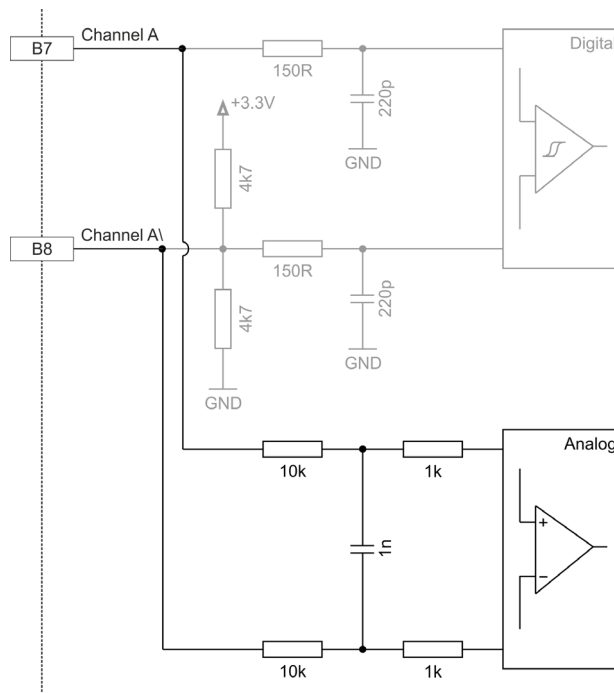 B7
Channel A
Digital
150R
+3.3V
220p
GND
4k7
B8
Channel A\
150R
4k7
220p
GND
GND
Analog
10k
1k
+
1n
−
10k
1k